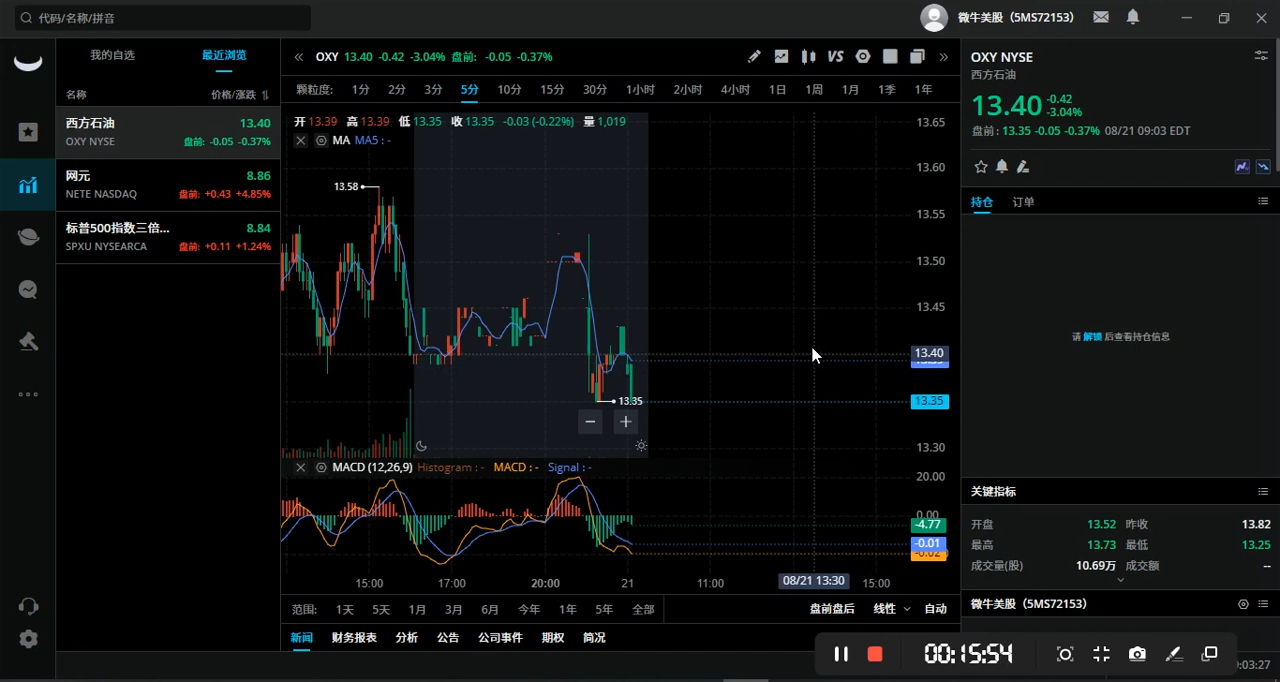 代码/名称/拼音
微牛美股（5MS72153）
我的自选 最近浏览
名称 价格/涨跌
西方石油 13.40
OXY NYSE 盘前: -0.05 -0.37%
网元 8.86
NETE NASDAQ 盘前: +0.43 +4.85%
标普500指数三倍... 8.84
SPXU NYSEARCA 盘前: +0.11 +1.24%
OXY 13.40 -0.42 -3.04% 盘前: -0.05 -0.37%
VS
颗粒度: 1分 2分 3分 5分 10分 15分 30分 1小时 2小时 4小时 1日 1周 1月 1季 1年
开 13.39 高 13.39 低 13.35 收 13.35 -0.03 (-0.22%) 量 1,019
MA MA5 : -
13.65
13.60
13.58
13.55
13.50
13.45
13.40
13.35
13.35
13.30
MACD (12,26,9) Histogram : - MACD : - Signal : -
20.00
0.00
-4.77
-0.01
-0.02
15:00 17:00 20:00 21 11:00 08/21 13:30 15:00
范围: 1天 5天 1月 3月 6月 今年 1年 5年 全部 盘前盘后 线性 自动
新闻 财务报表 分析 公告 公司事件 期权 简况
OXY NYSE
西方石油
13.40 -0.42
-3.04%
盘前: 13.35 -0.05 -0.37% 08/21 09:03 EDT
持仓 订单
请 解锁 后查看持仓信息
关键指标
开盘 13.52 昨收 13.82
最高 13.73 最低 13.25
成交量(股) 10.69万 成交额 --
微牛美股（5MS72153）
00:15:54
:03:27